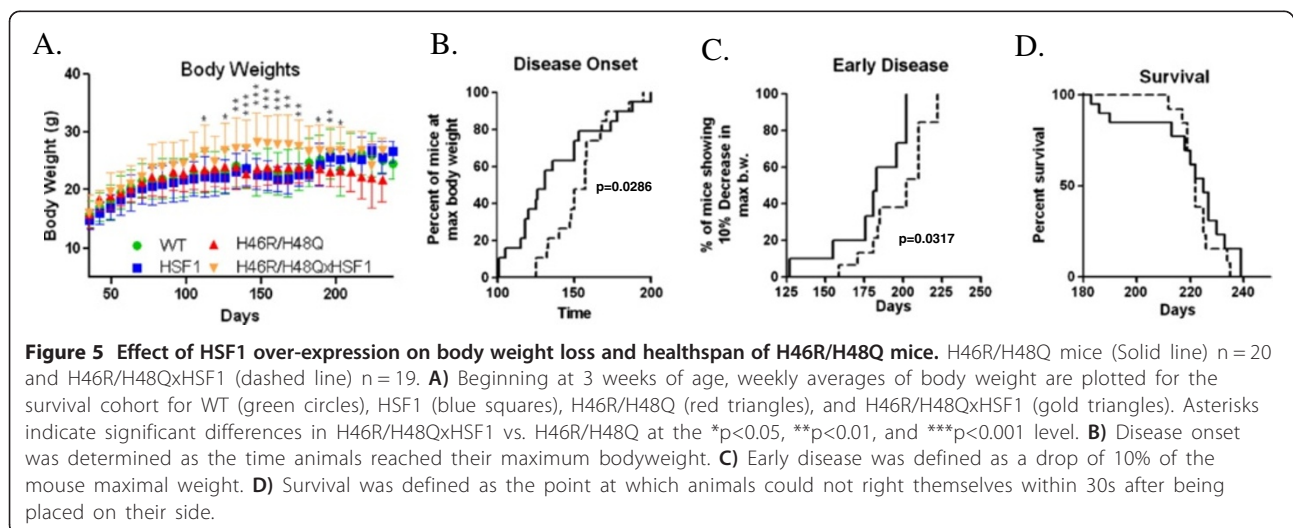 A.
Body Weights
Body Weight (g)
40
30
20
10
50
100
150
200
Days
WT
H46R/H48Q
HSF1
H46R/H48QxHSF1
B.
Disease Onset
Percent of mice at
max body weight
100
80
60
40
20
0
p=0.0286
100
150
200
Time
C.
Early Disease
% of mice showing
10% Decrease in
max b.w.
100
80
60
40
20
0
p=0.0317
125
150
175
200
225
250
Days
D.
Survival
Percent survival
100
50
0
180
200
220
240
Days
Figure 5 Effect of HSF1 over-expression on body weight loss and healthspan of H46R/H48Q mice. H46R/H48Q mice (Solid line) n = 20
and H46R/H48QxHSF1 (dashed line) n = 19. A) Beginning at 3 weeks of age, weekly averages of body weight are plotted for the
survival cohort for WT (green circles), HSF1 (blue squares), H46R/H48Q (red triangles), and H46R/H48QxHSF1 (gold triangles). Asterisks
indicate significant differences in H46R/H48QxHSF1 vs. H46R/H48Q at the *p<0.05, **p<0.01, and ***p<0.001 level. B) Disease onset
was determined as the time animals reached their maximum bodyweight. C) Early disease was defined as a drop of 10% of the
mouse maximal weight. D) Survival was defined as the point at which animals could not right themselves within 30s after being
placed on their side.